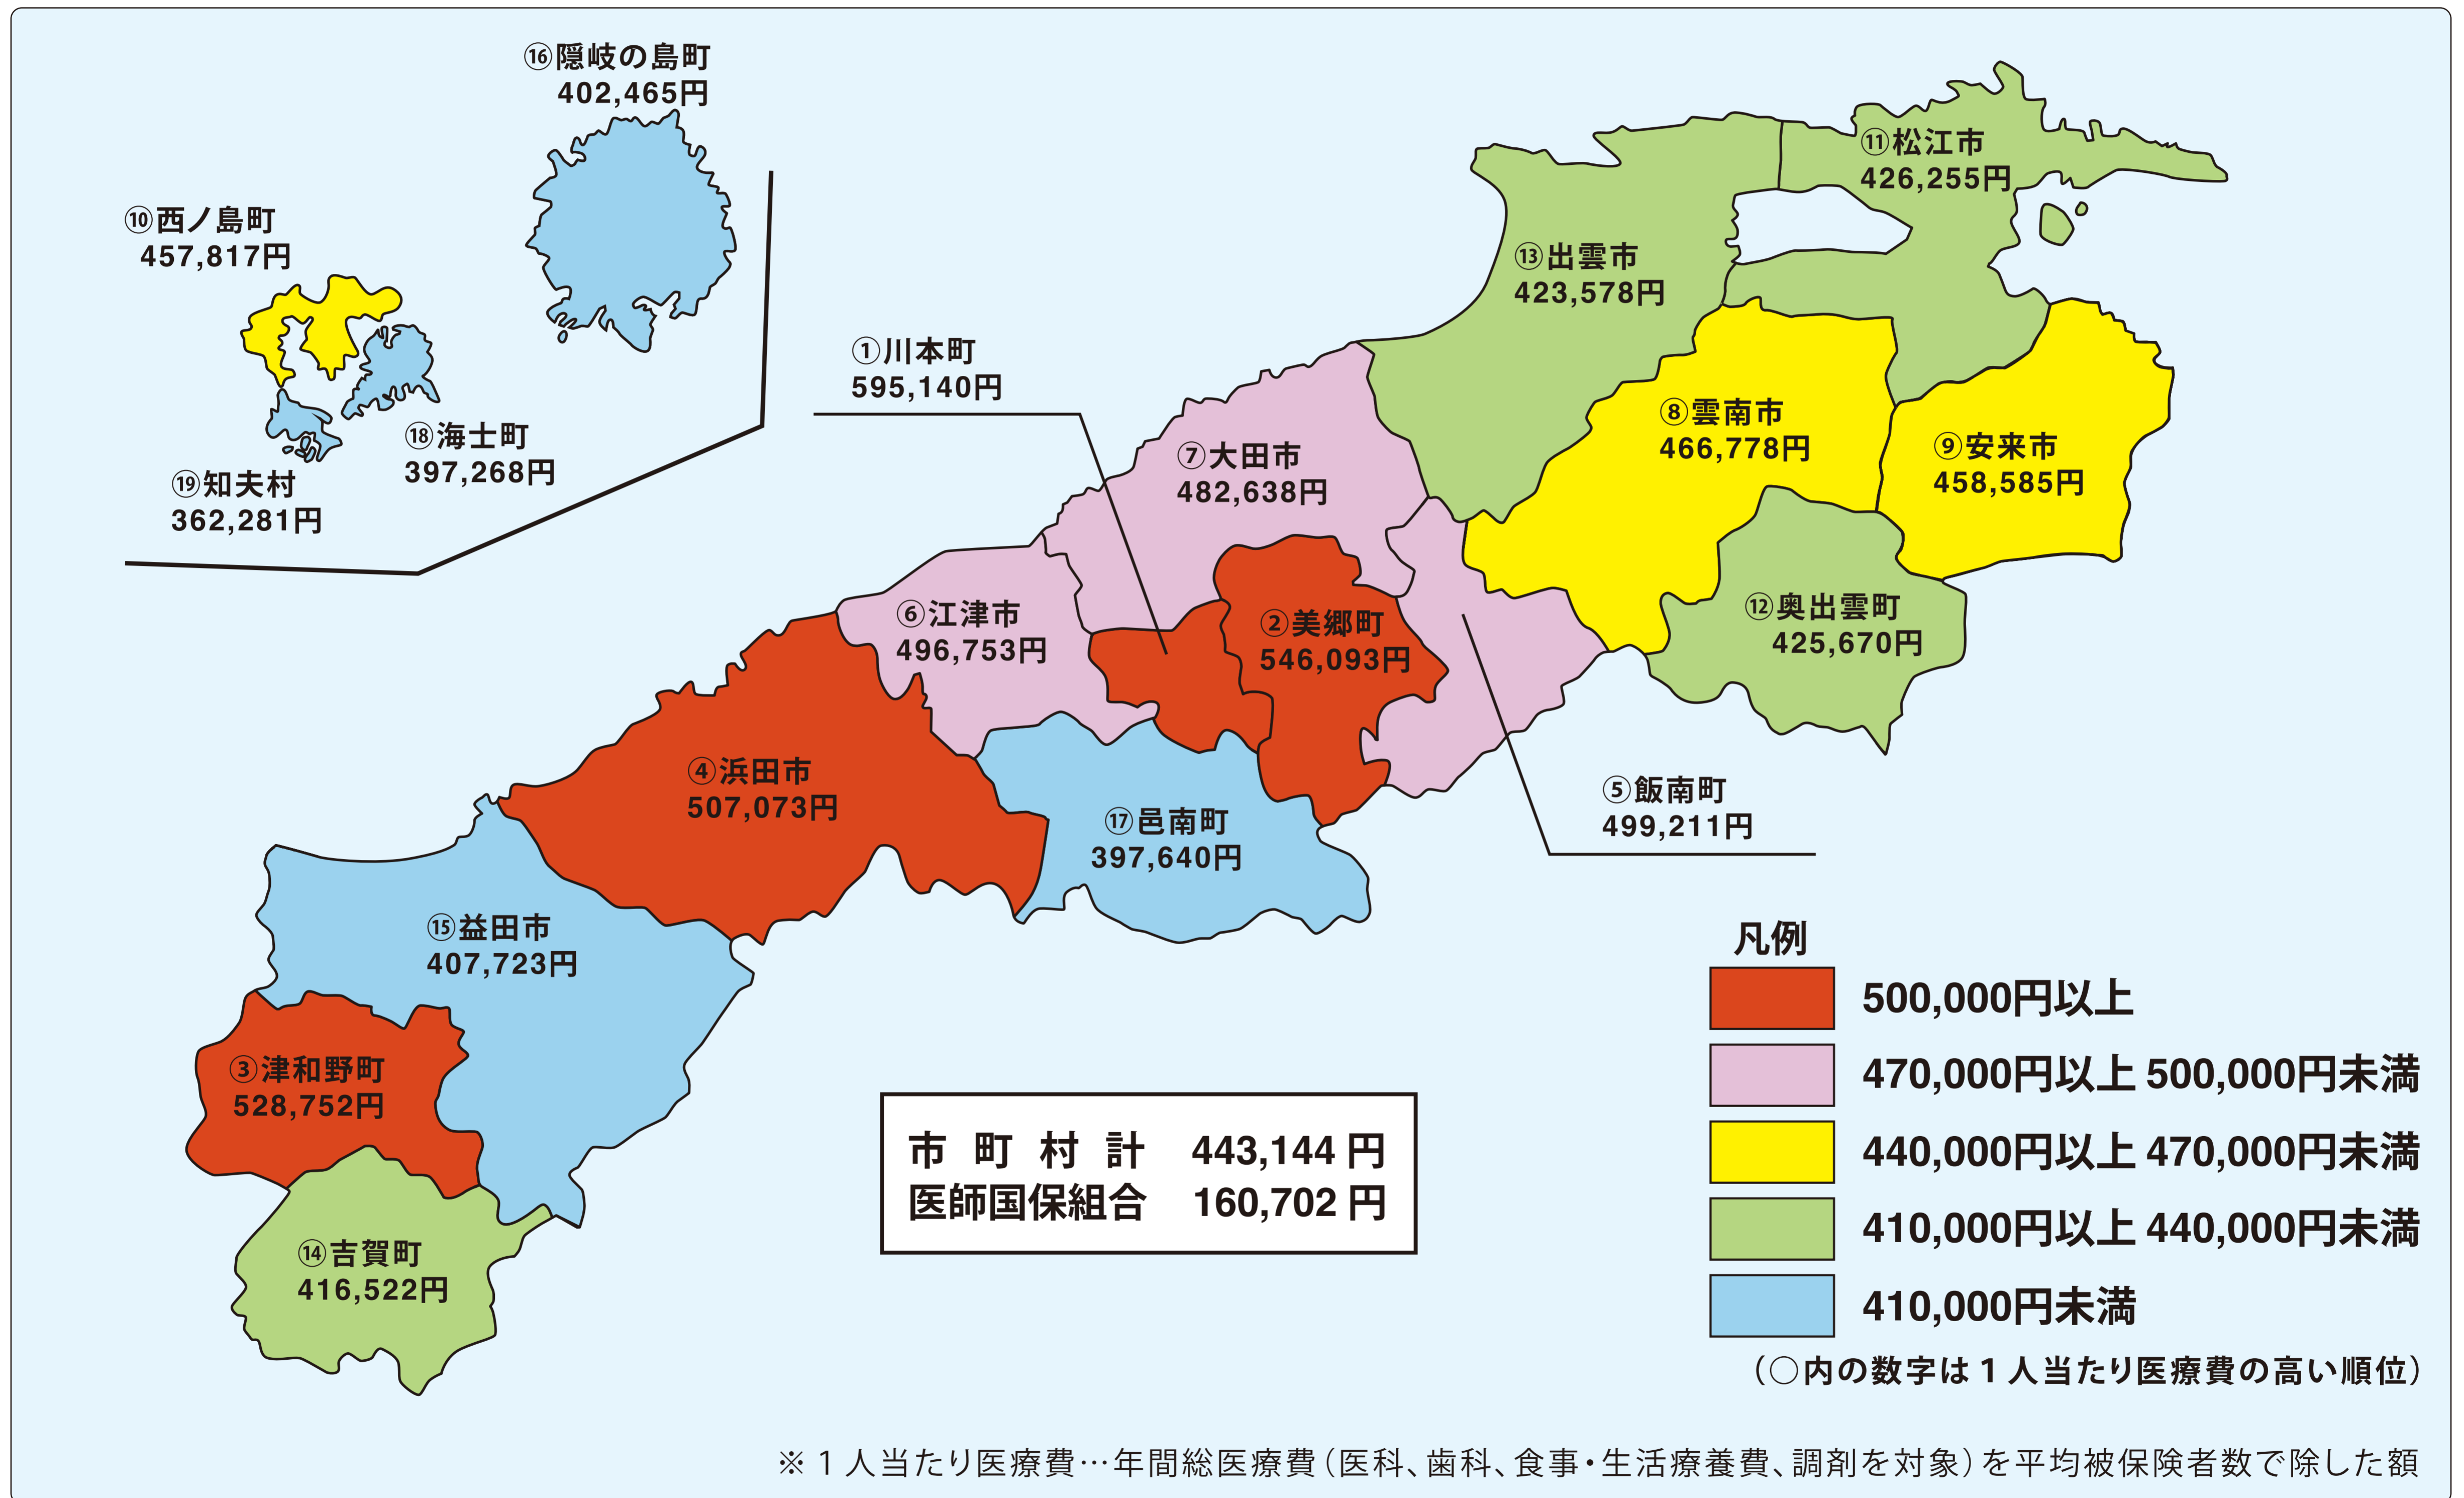 ⑯隠岐の島町
402,465円
⑩西ノ島町
457,817円
⑱海士町
397,268円
⑲知夫村
362,281円
①川本町
595,140円
⑪松江市
426,255円
⑬出雲市
423,578円
⑧雲南市
466,778円
⑨安来市
458,585円
⑦大田市
482,638円
⑫奥出雲町
425,670円
⑥江津市
496,753円
②美郷町
546,093円
④浜田市
507,073円
⑤飯南町
499,211円
⑰邑南町
397,640円
⑮益田市
407,723円
③津和野町
528,752円
⑭吉賀町
416,522円
市町村計 443,144円
医師国保組合 160,702円
凡例
500,000円以上
470,000円以上 500,000円未満
440,000円以上 470,000円未満
410,000円以上 440,000円未満
410,000円未満
(○内の数字は1人当たり医療費の高い順位)
※1人当たり医療費…年間総医療費(医科、歯科、食事・生活療養費、調剤を対象)を平均被保険者数で除した額